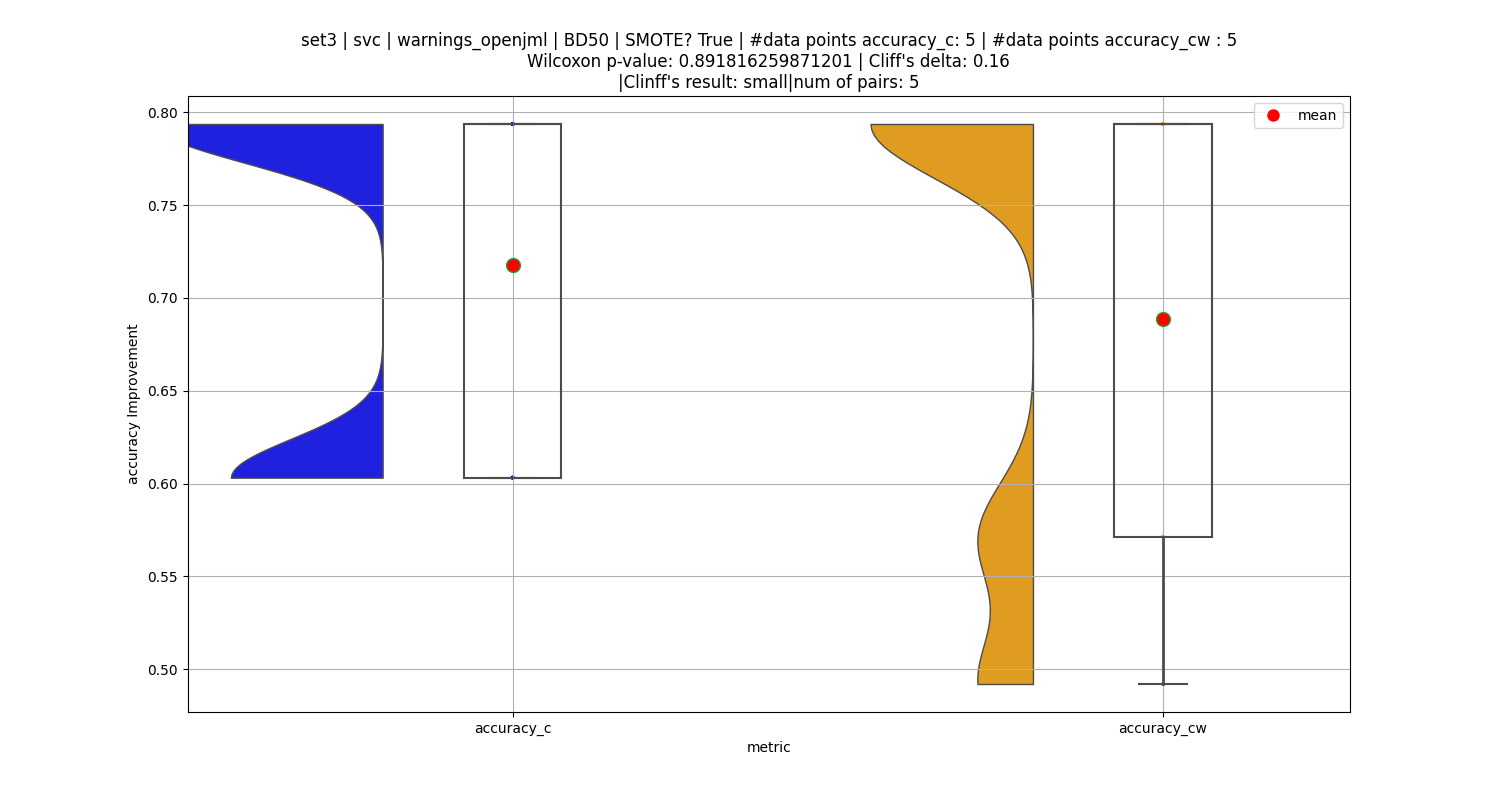 set3 | svc | warnings_openjml | BD50 | SMOTE? True | #data points accuracy_c: 5 | #data points accuracy_cw : 5
Wilcoxon p-value: 0.891816259871201 | Cliff's delta: 0.16
|Clinff's result: small|num of pairs: 5
mean
0.80
0.75
0.70
0.65
0.60
0.55
0.50
accuracy Improvement
accuracy_c
accuracy_cw
metric